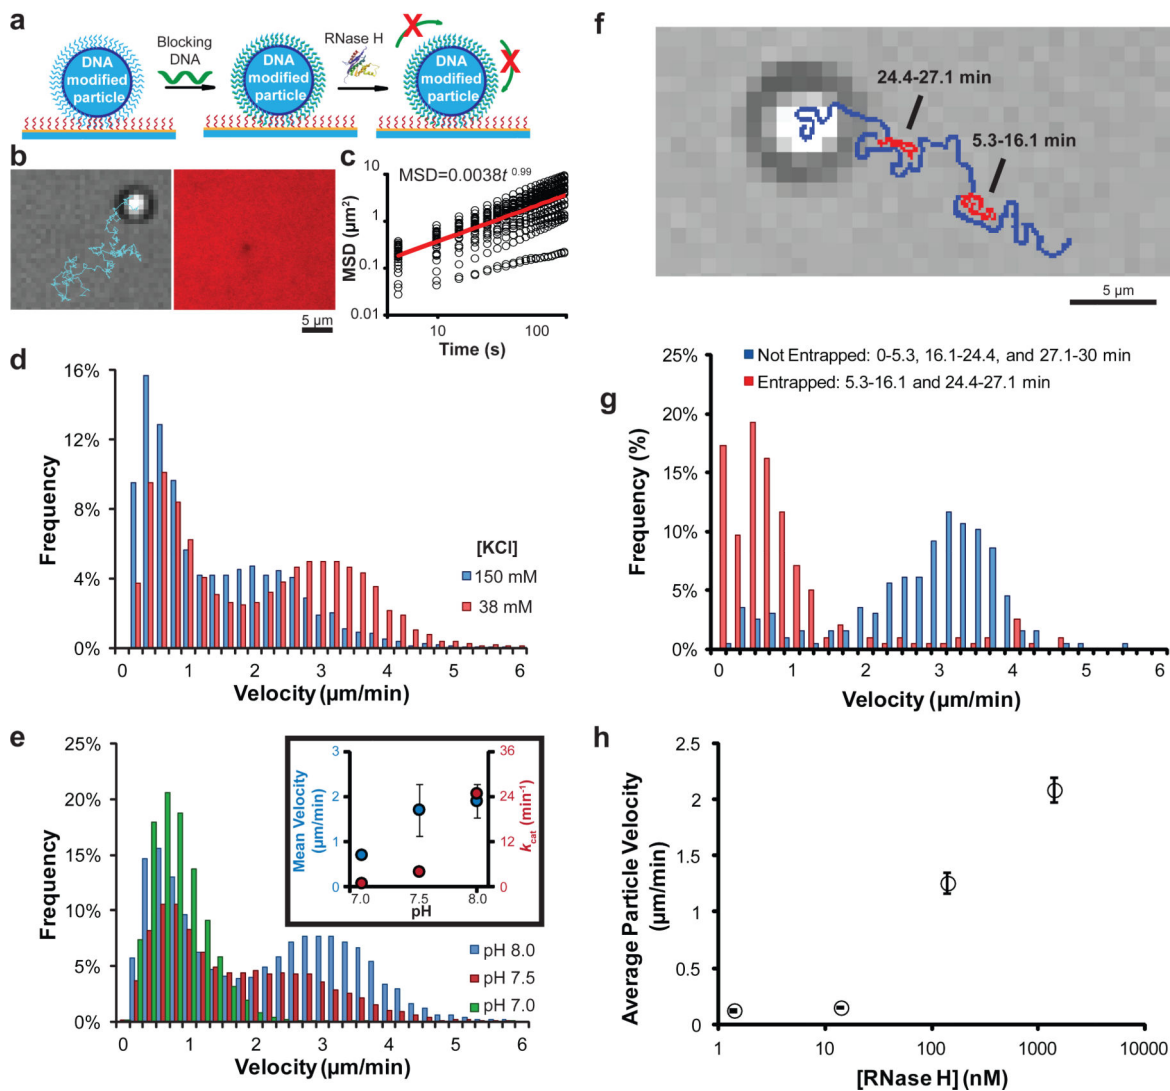 a
DNA
modified
particle
Blocking
DNA
DNA
modified
particle
RNase H
X
X
DNA
modified
particle
b
5 µm
c
MSD=0.0038t 0.99
MSD (µm²)
10
1
0.1
0.01
10
100
Time (s)
d
Frequency
16%
12%
8%
4%
0%
[KCl]
150 mM
38 mM
0
1
2
3
4
5
6
Velocity (µm/min)
e
Frequency
25%
20%
15%
10%
5%
0%
Mean Velocity
(µm/min)
3
2
1
0
36
24
12
0
kcat (min⁻¹)
7.0
7.5
8.0
pH
pH 8.0
pH 7.5
pH 7.0
0
1
2
3
4
5
6
Velocity (µm/min)
f
24.4-27.1 min
5.3-16.1 min
5 µm
g
Not Entrapped: 0-5.3, 16.1-24.4, and 27.1-30 min
Entrapped: 5.3-16.1 and 24.4-27.1 min
Frequency (%)
25%
20%
15%
10%
5%
0%
0
1
2
3
4
5
6
Velocity (µm/min)
h
Average Particle Velocity
(µm/min)
2.5
2
1.5
1
0.5
0
1
10
100
1000
10000
[RNase H] (nM)